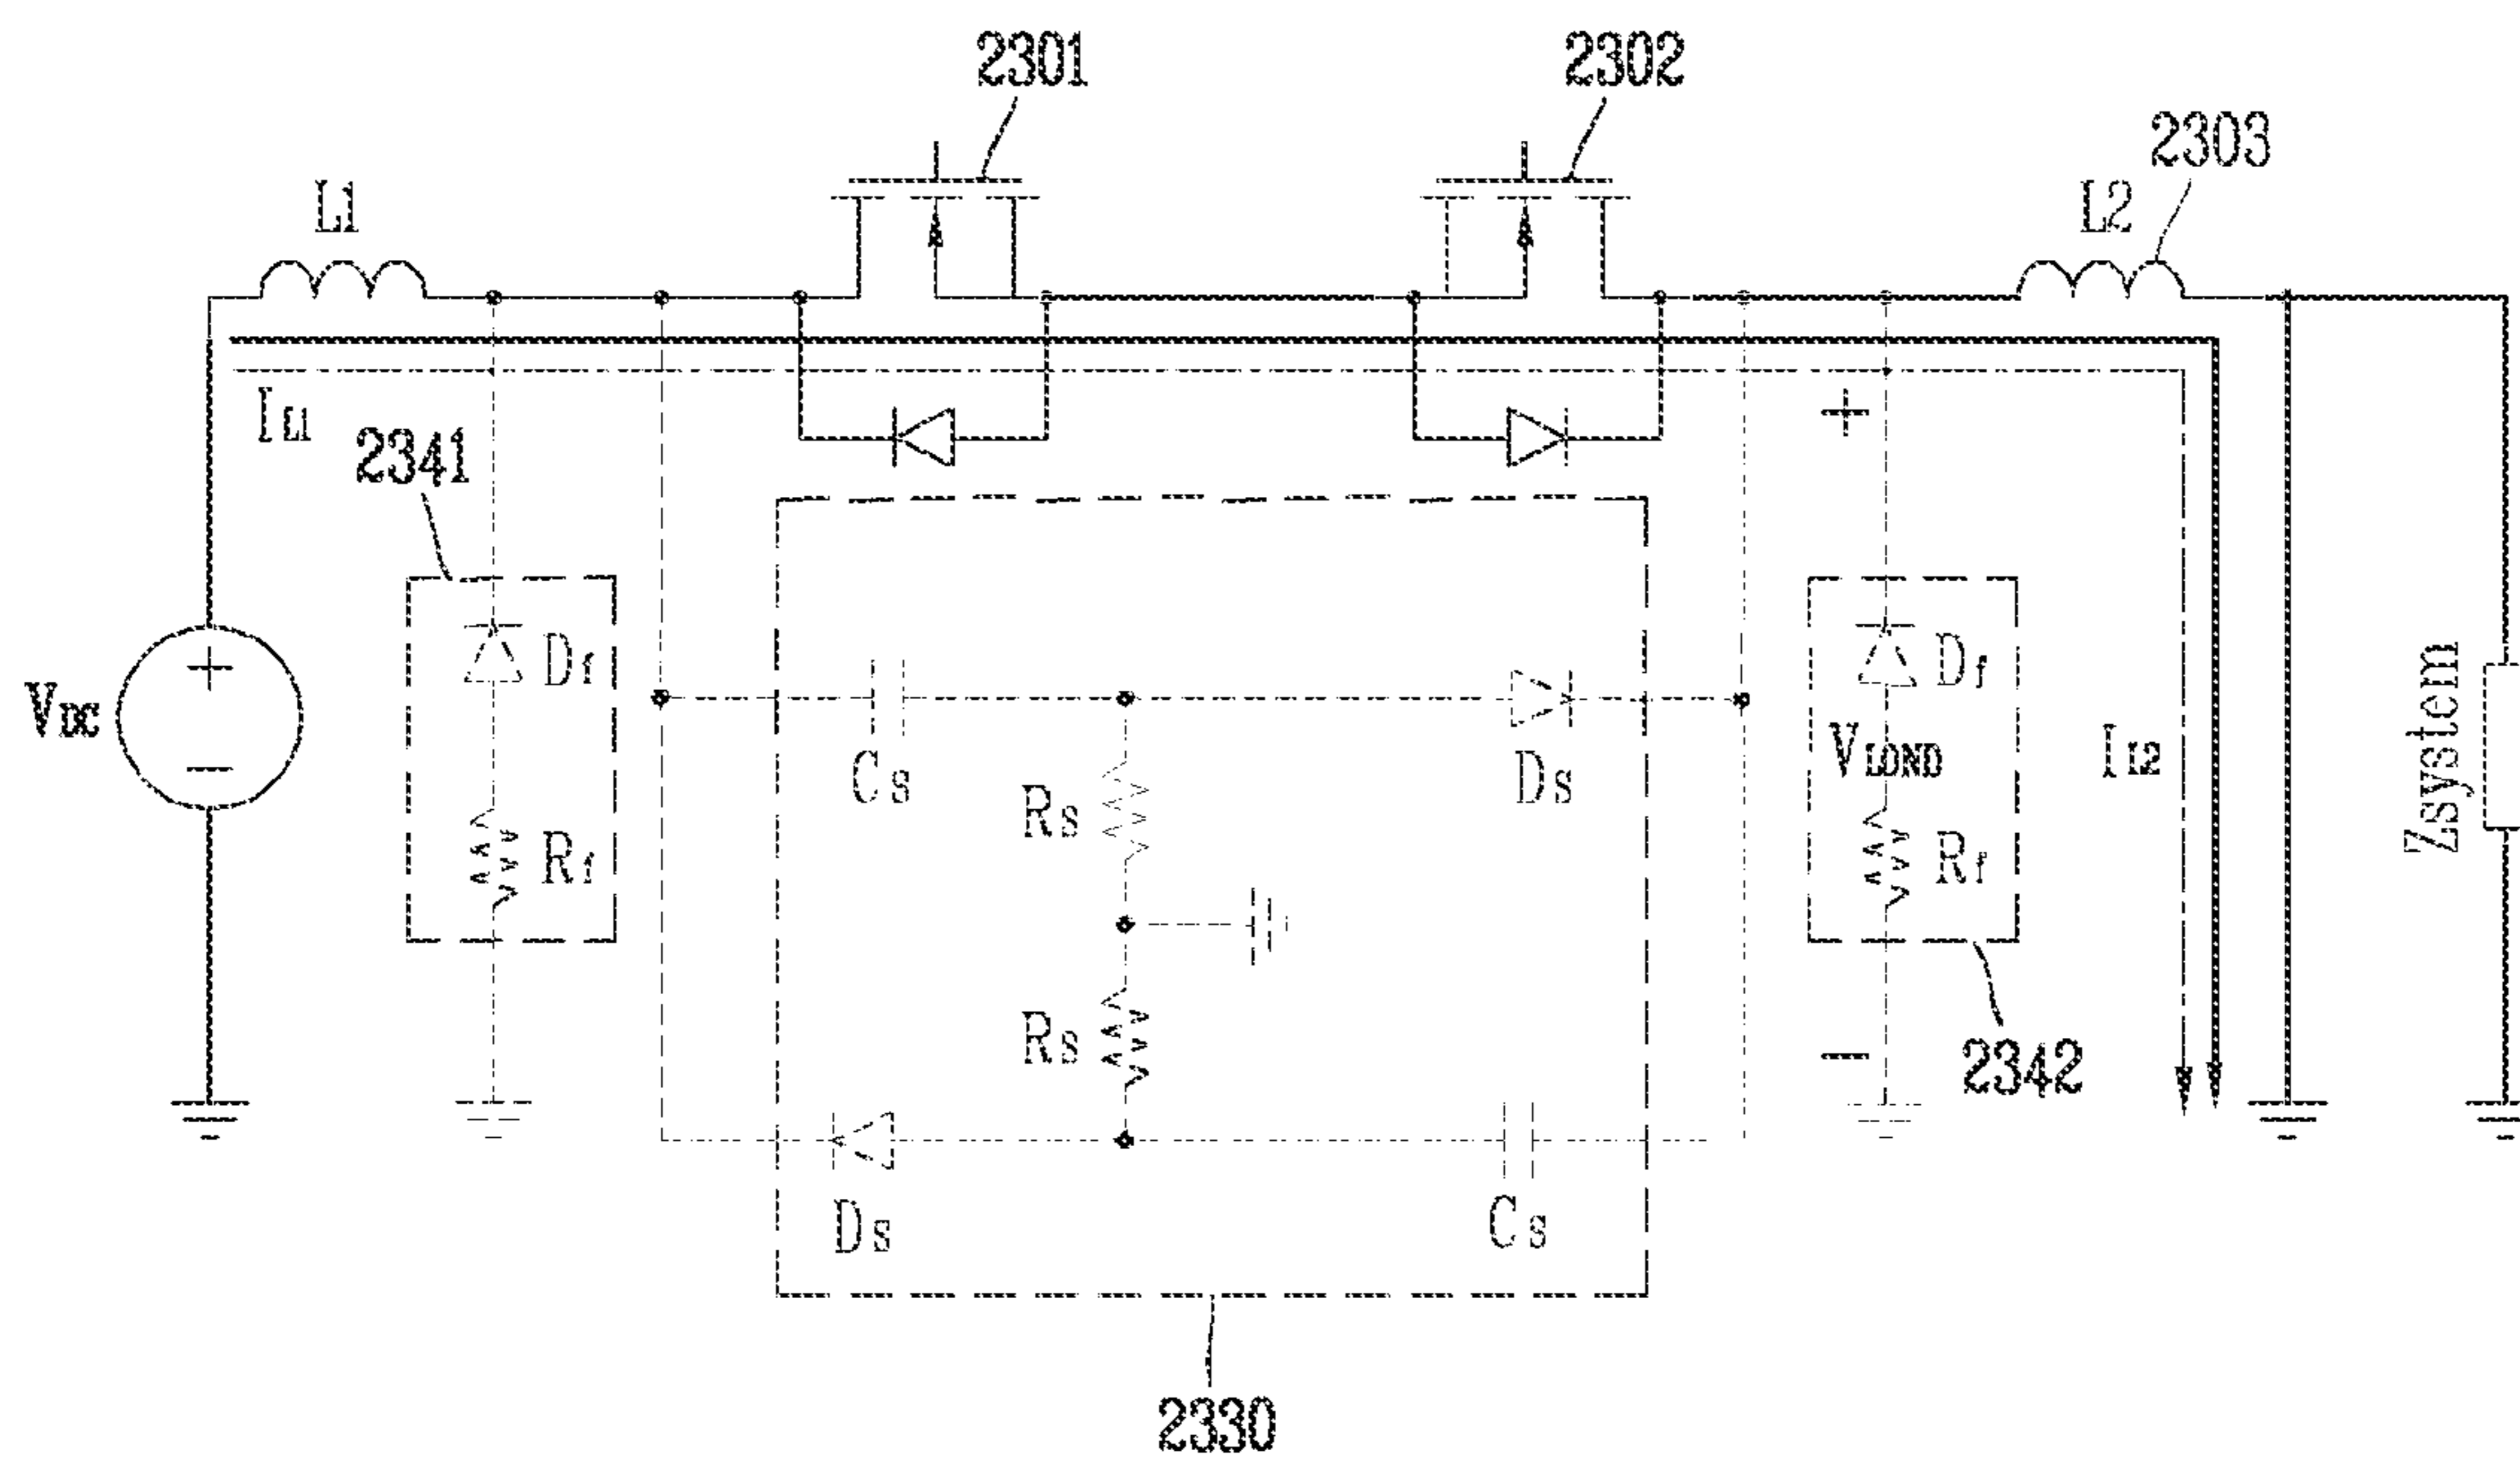 2301
2302
2303
L1
L2
IL1
2341
+
+
VDC
−
Df
Rf
Cs
Ds
Rs
Rs
Ds
Cs
Df
VLOND
Rf
−
IL2
Zsystem
2342
2330